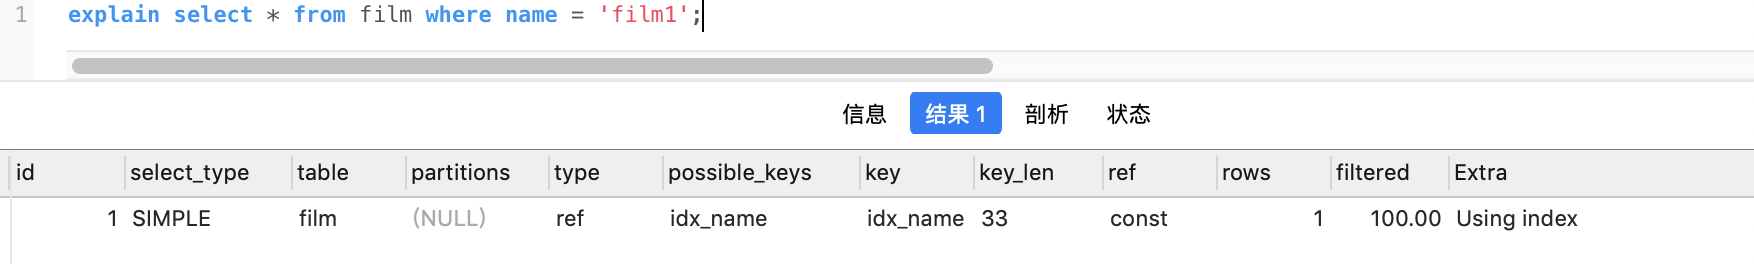 1 explain select * from film where name = 'film1';
信息 结果 1 剖析 状态
id select_type table partitions type possible_keys key key_len ref rows filtered Extra
1 SIMPLE film (NULL) ref idx_name idx_name 33 const 1 100.00 Using index